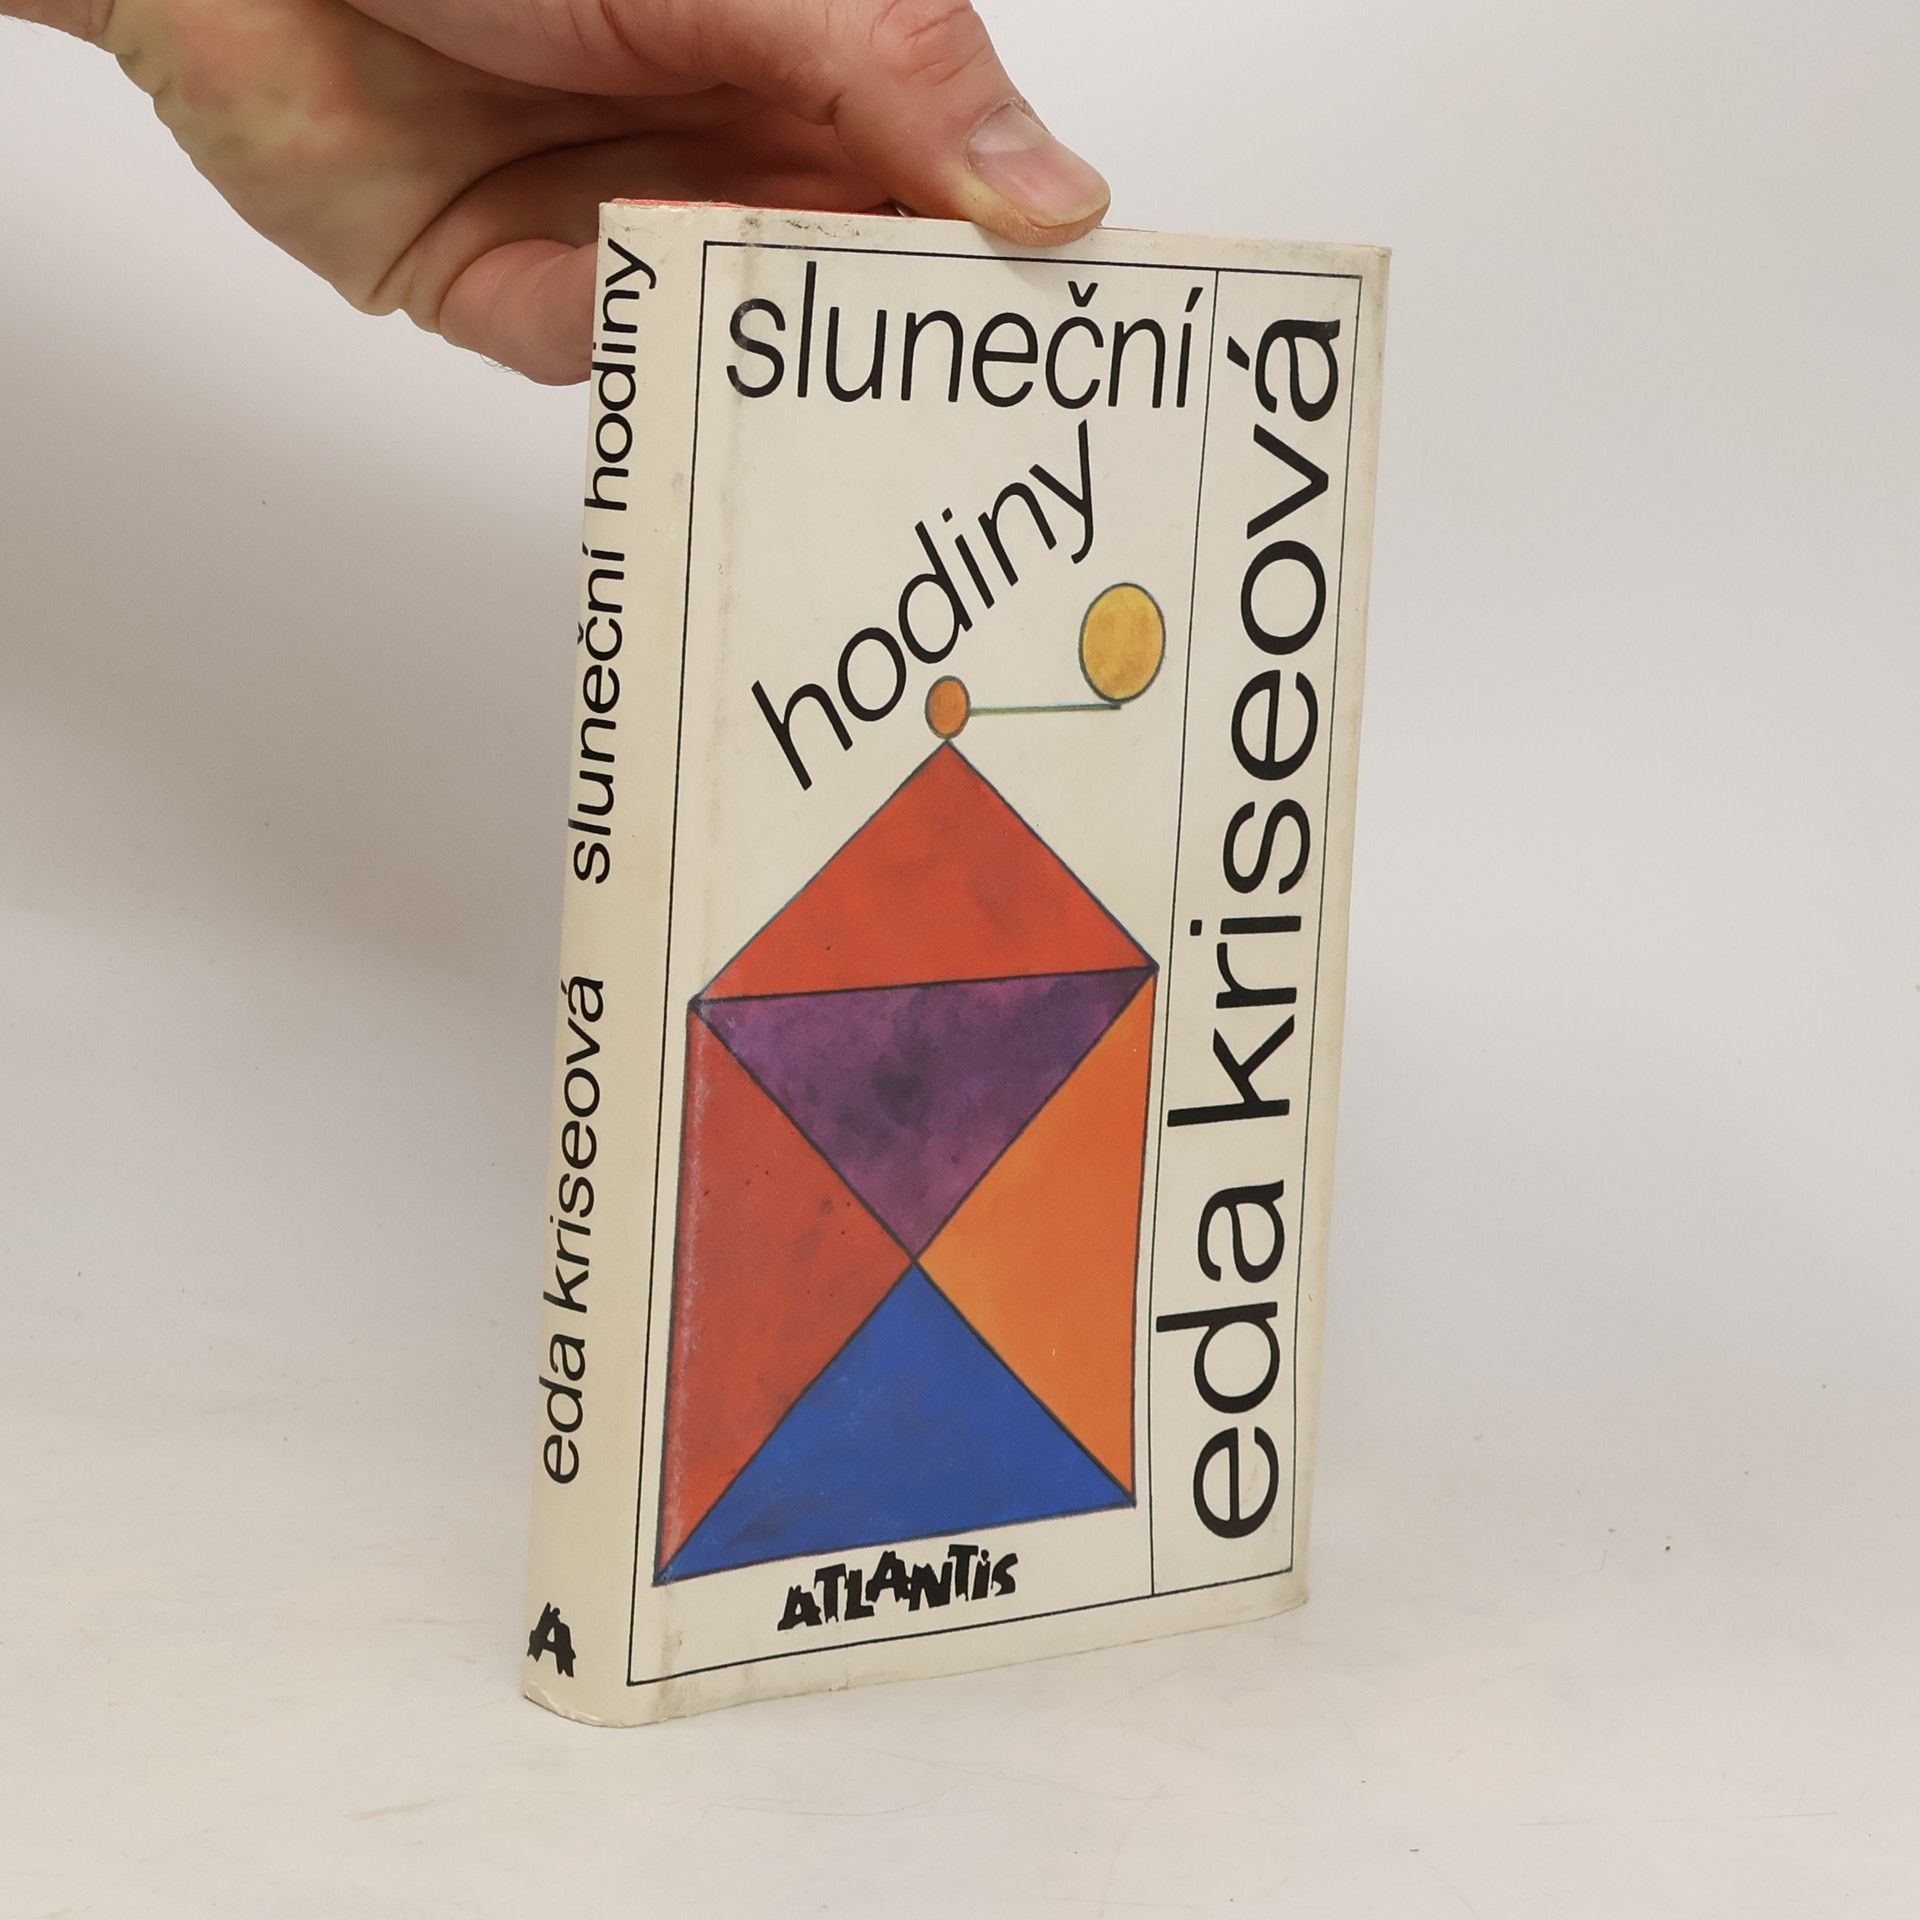 eda kriseová sluneční hodiny
A
sluneční
hodiny
eda kriseová
ATLANTiS